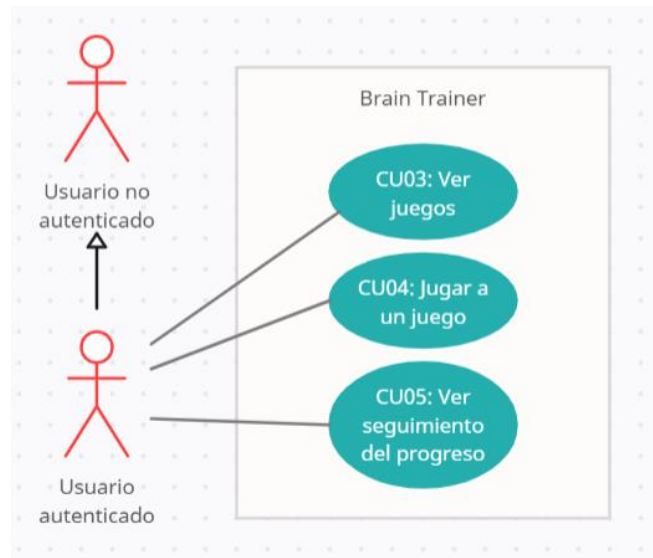 Brain Trainer
Usuario no
autenticado
CU03: Ver
juegos
CU04: Jugar a
un juego
CU05: Ver
seguimiento
del progreso
Usuario
autenticado